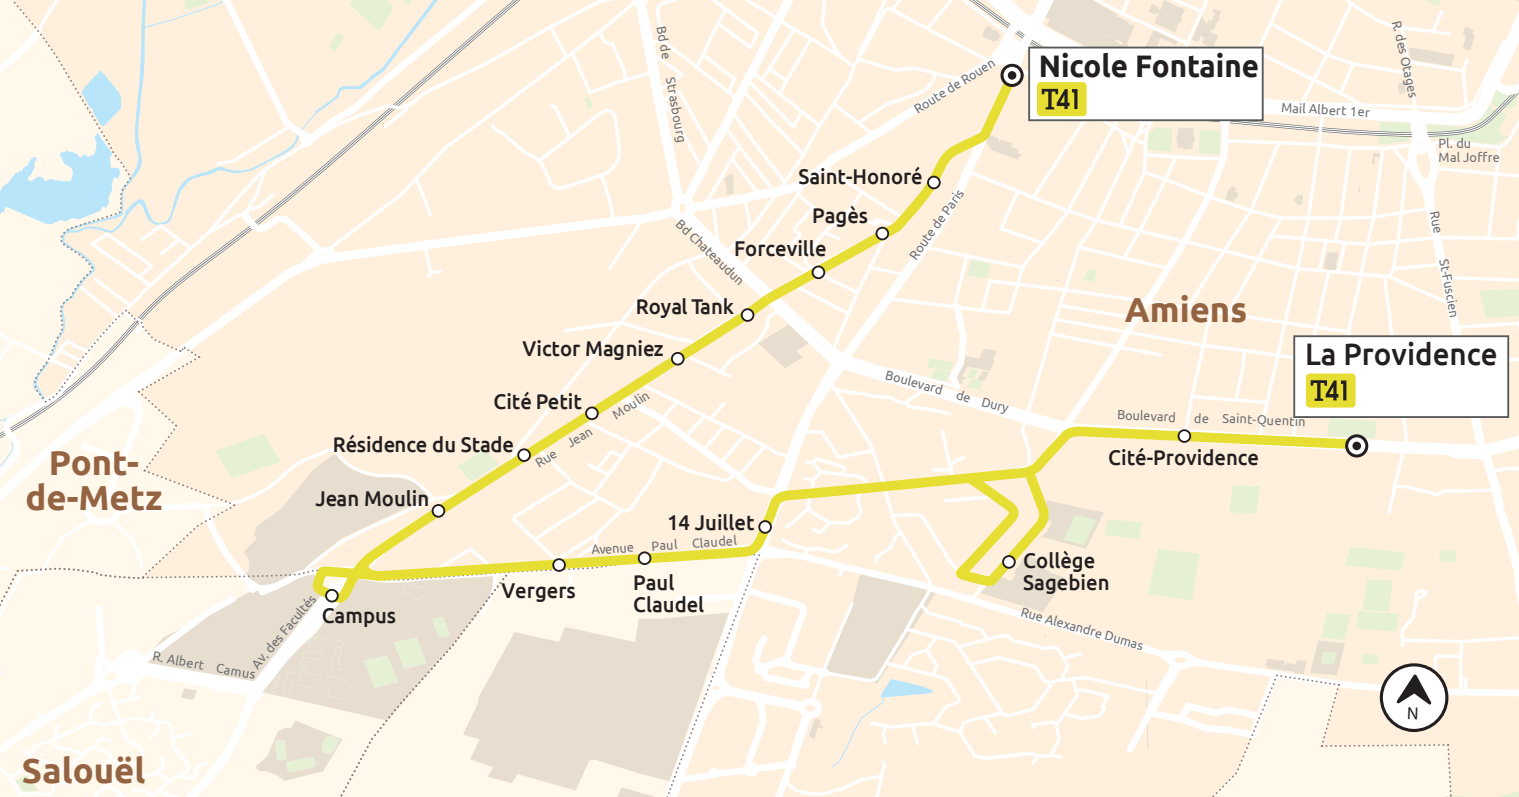 Nicole Fontaine
T41
Bd de Strasbourg
Route de Rouen
R. des Otages
Mail Albert 1er
Pl. du
Mal Joffre
Saint-Honoré
Pagès
Route de Paris
Forceville
Bd Chateaudun
Rue St-Fuscien
Royal Tank
Amiens
Victor Magniez
La Providence
T41
Boulevard de Dury
Cité Petit
Rue Jean Moulin
Boulevard de Saint-Quentin
Résidence du Stade
Cité-Providence
Pont-
de-Metz
Jean Moulin
14 Juillet
Avenue Paul Claudel
Collège
Sagebien
Vergers
Paul
Claudel
Campus
Av. des Facultés
Rue Alexandre Dumas
R. Albert Camus
N
Salouël